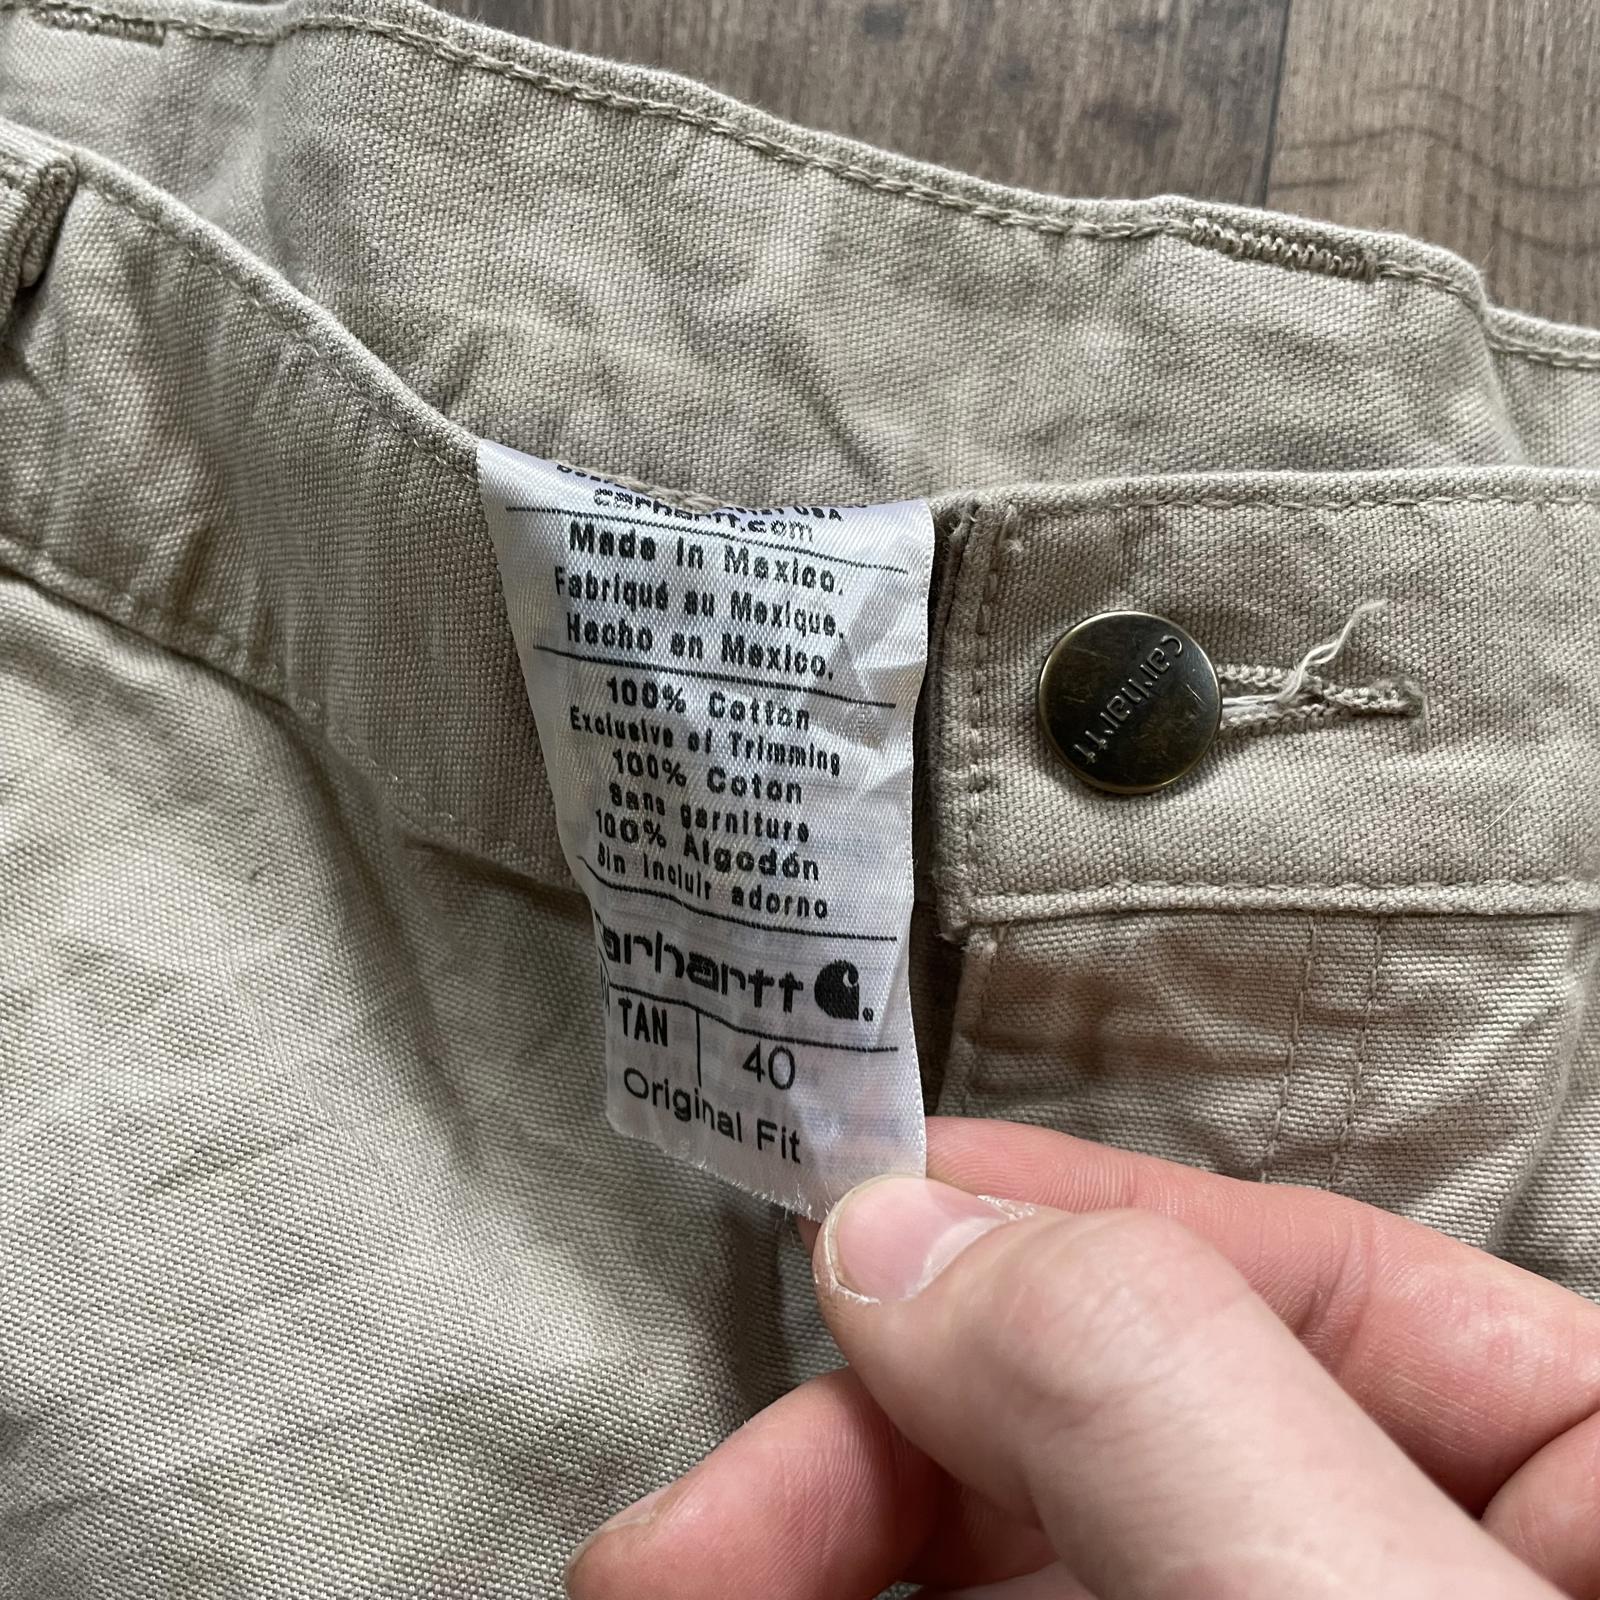 USA
carhartt.com
Made in Mexico.
Fabriqué au Mexique.
Hecho en Mexico.
100% Cotton
Exclusive of Trimming
100% Coton
Sans garniture
100% Algodón
Sin incluir adorno
carhartt
TAN 40
Original Fit
carhartt